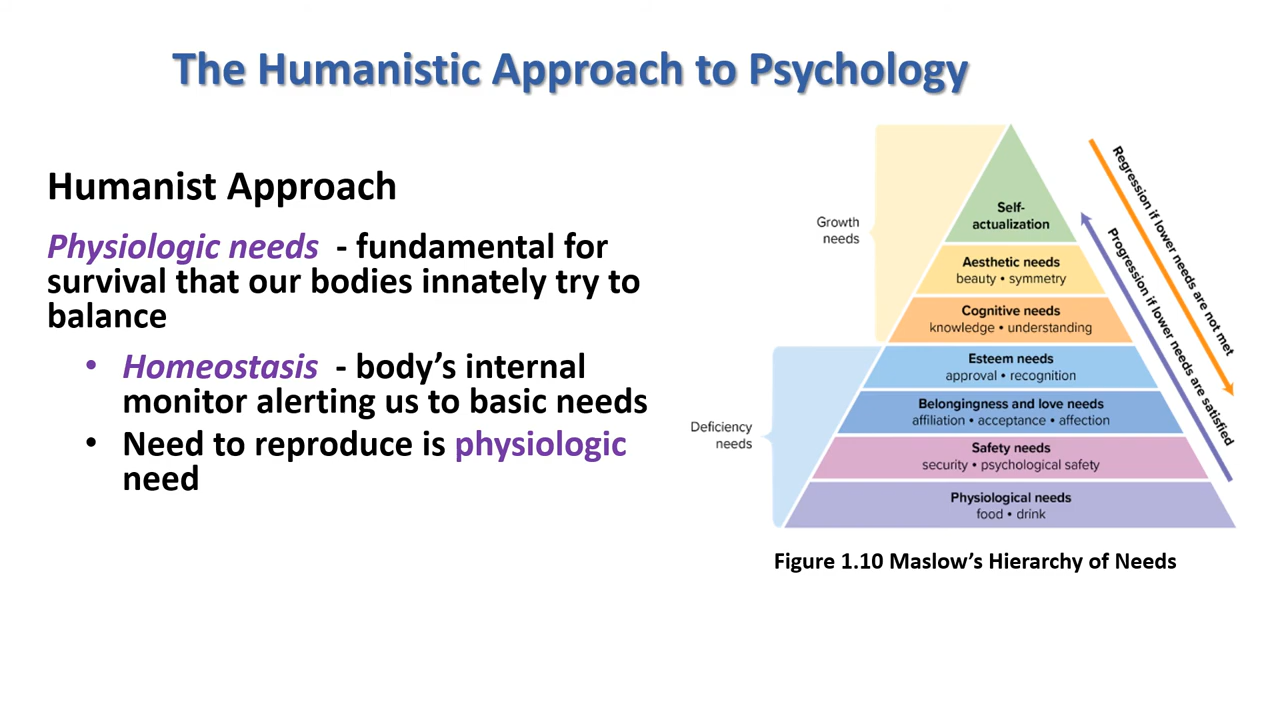 The Humanistic Approach to Psychology
Humanist Approach
Physiologic needs - fundamental for
survival that our bodies innately try to
balance
• Homeostasis - body’s internal
monitor alerting us to basic needs
• Need to reproduce is physiologic
need
Growth
needs
Deficiency
needs
Self-
actualization
Aesthetic needs
beauty • symmetry
Cognitive needs
knowledge • understanding
Esteem needs
approval • recognition
Belongingness and love needs
affiliation • acceptance • affection
Safety needs
security • psychological safety
Physiological needs
food • drink
Regression if lower needs are not met
Progression if lower needs are satisfied
Figure 1.10 Maslow’s Hierarchy of Needs